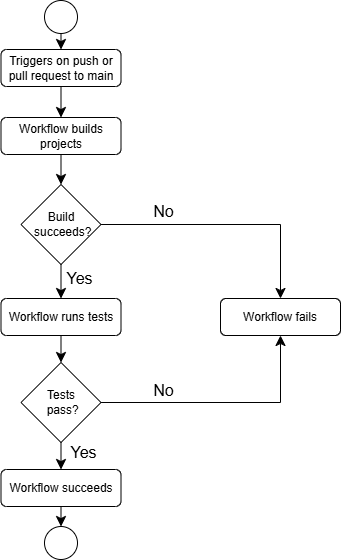 Triggers on push or
pull request to main
Workflow builds
projects
Build
succeeds?
No
Yes
Workflow runs tests
Workflow fails
Tests
pass?
No
Yes
Workflow succeeds